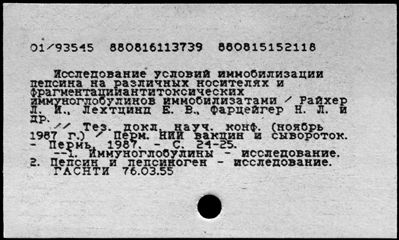 01/93545 880816113739 880815152118
Исследование условий иммобилизации
пепсина на различных носителях и
фрагментацийантитоксических
иммуноглобулинов иммобилизатами / Райхер
Л. И., Лехтцинд Е. В., Фарцейгер Н. Л. и
др.
// Тез. докл. науч. конф. (ноябрь
1987 г.) / Перм. НИИ вакцин и сывороток.
- Пермь, 1987. - С. 24-25.
--1. Иммуноглобулины - исследование.
2. Пепсин и пепсиноген - исследование.
ГАСНТИ 76.03.55